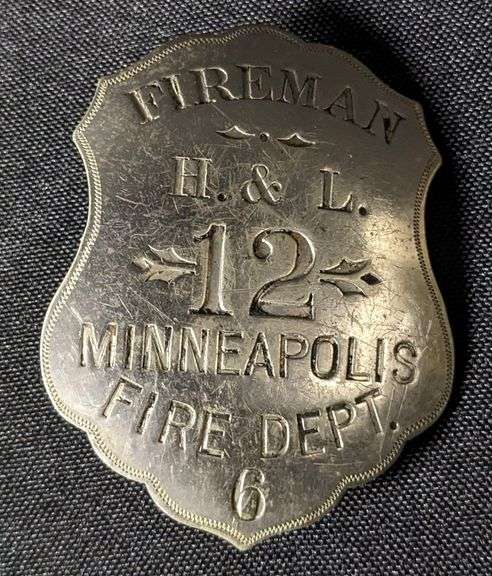 FIREMAN
H. & L.
12
MINNEAPOLIS
FIRE DEPT.
6